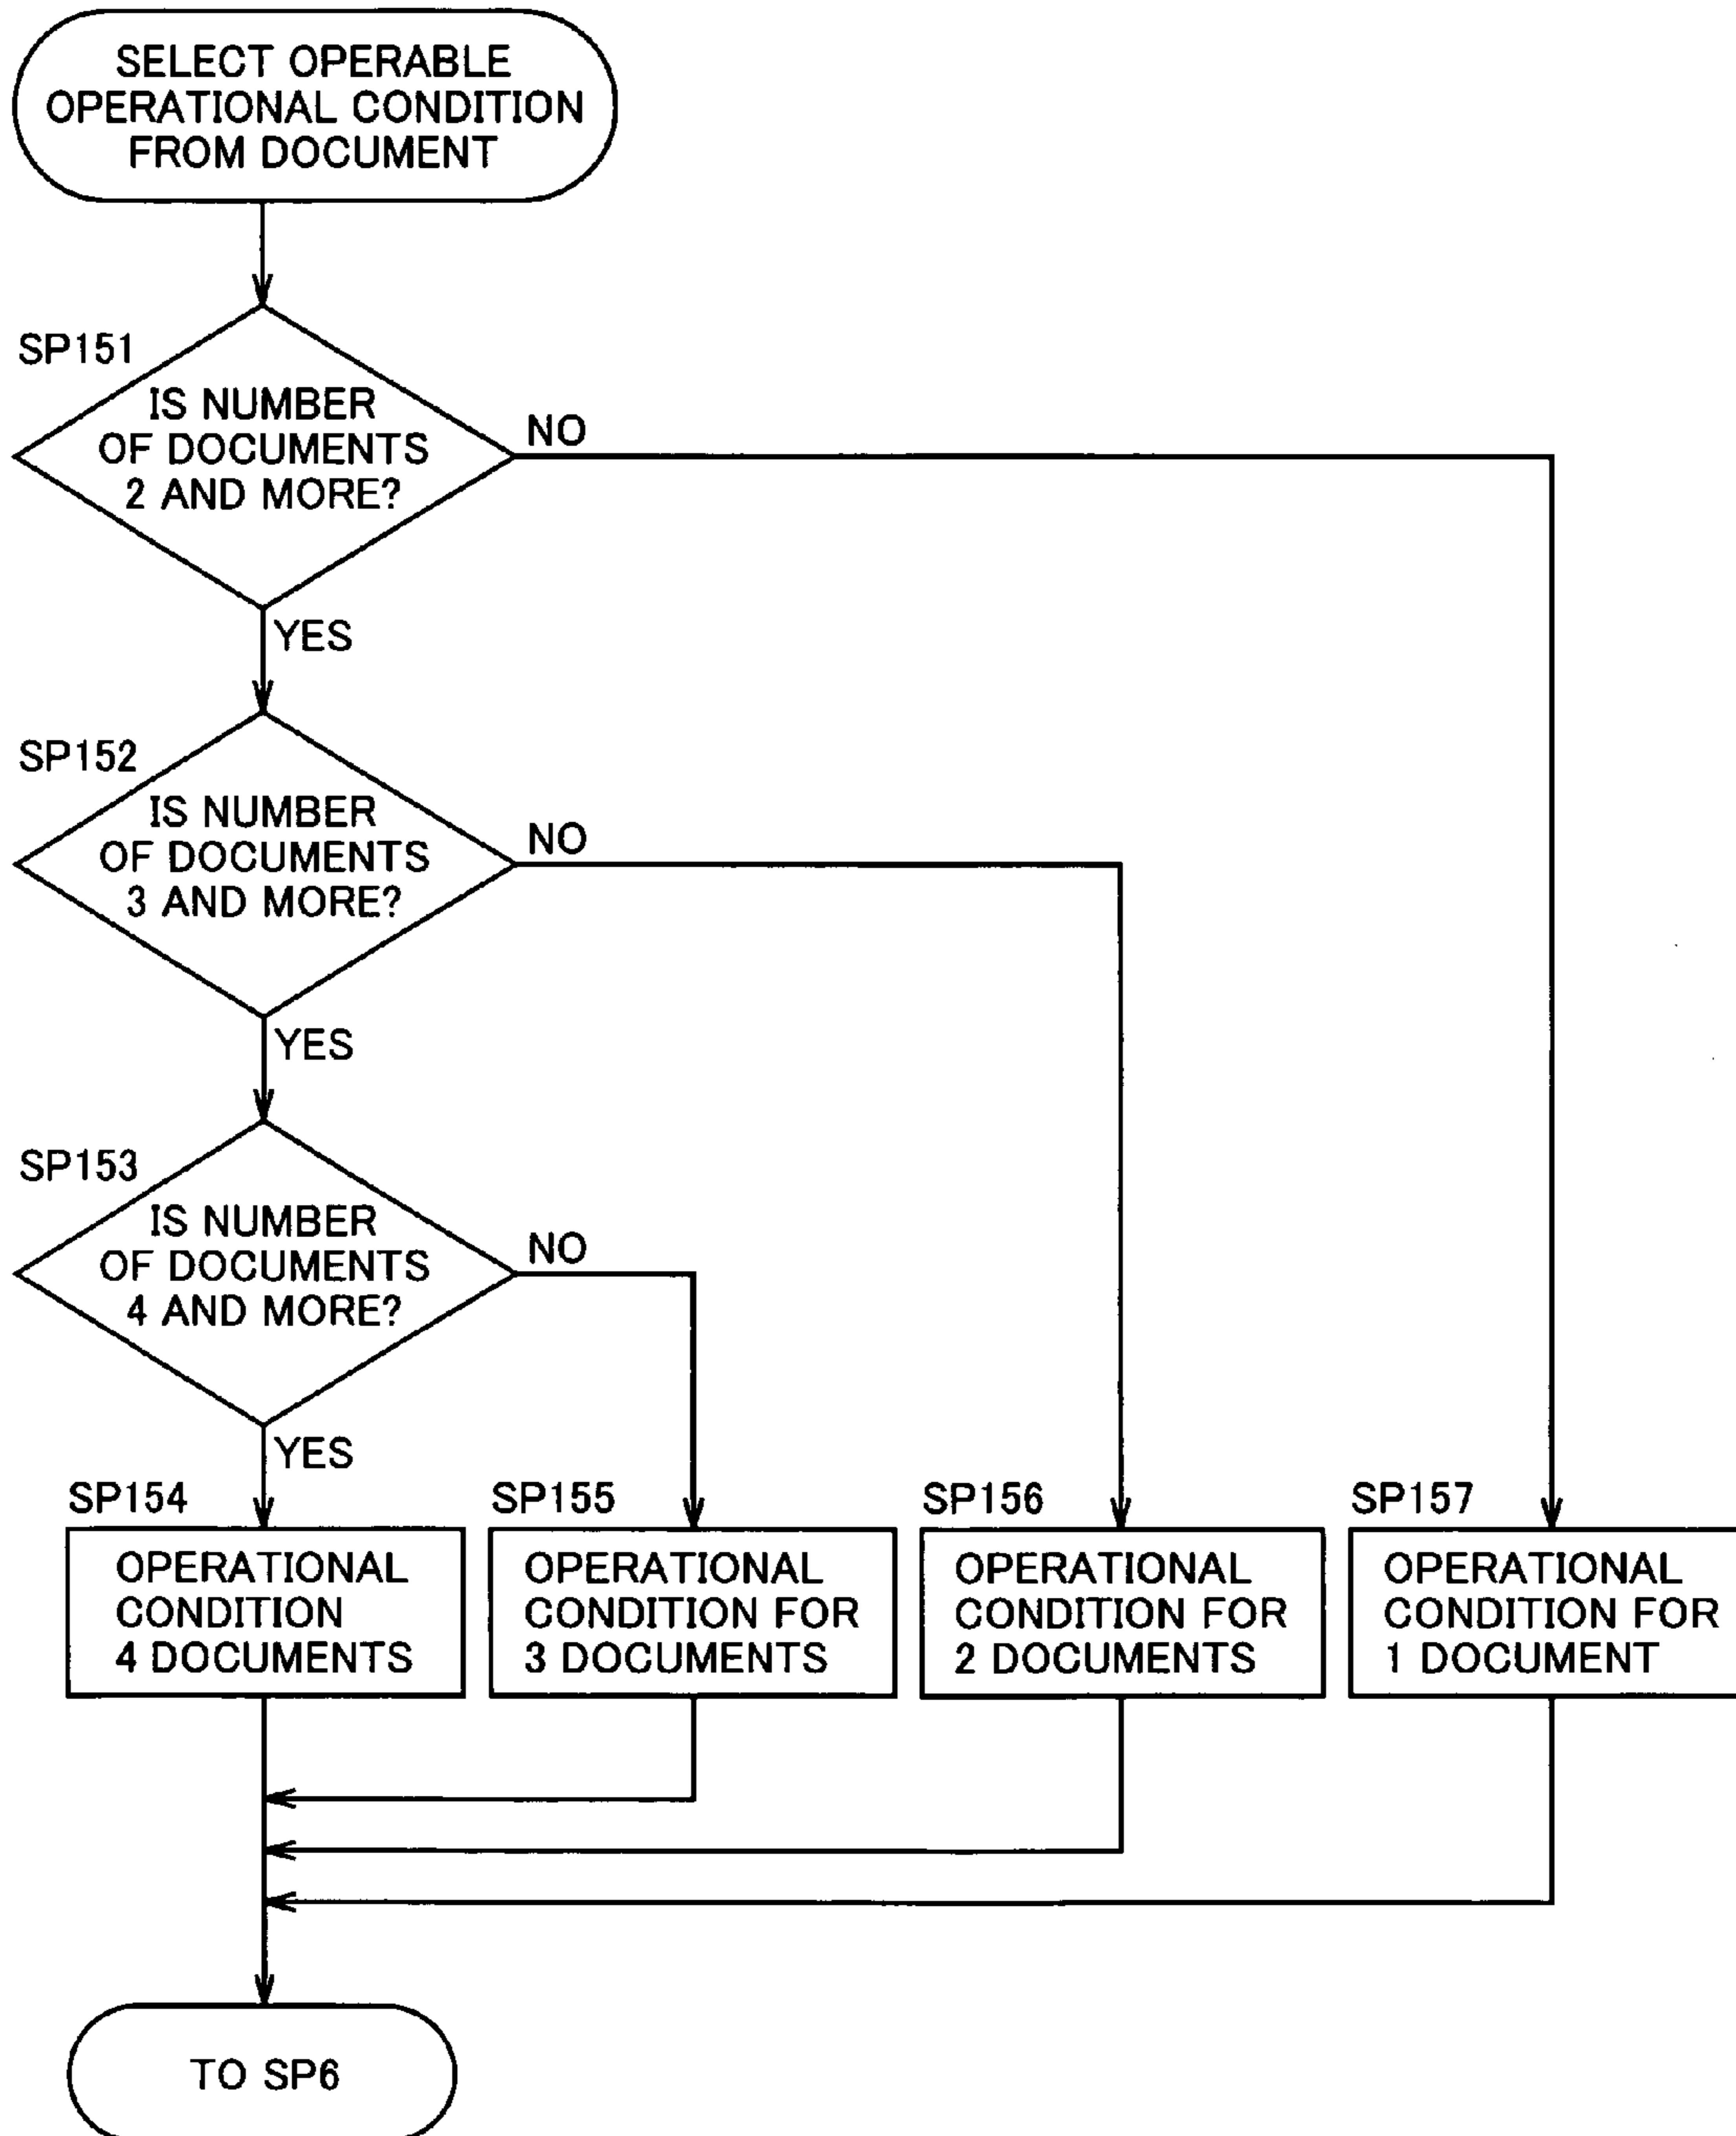 SELECT OPERABLE
OPERATIONAL CONDITION
FROM DOCUMENT
SP151
IS NUMBER
OF DOCUMENTS
2 AND MORE?
NO
YES
SP152
IS NUMBER
OF DOCUMENTS
3 AND MORE?
NO
YES
SP153
IS NUMBER
OF DOCUMENTS
4 AND MORE?
NO
YES
SP154
OPERATIONAL
CONDITION
4 DOCUMENTS
SP155
OPERATIONAL
CONDITION FOR
3 DOCUMENTS
SP156
OPERATIONAL
CONDITION FOR
2 DOCUMENTS
SP157
OPERATIONAL
CONDITION FOR
1 DOCUMENT
TO SP6